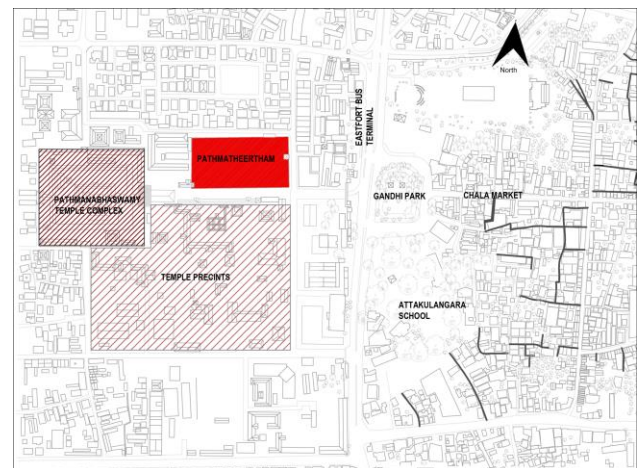 North
EASTFORT BUS
TERMINAL
PATHMATHEERTHAM
PATHMANABHASWAMY
TEMPLE COMPLEX
GANDHI PARK
CHALA MARKET
TEMPLE PRECINTS
ATTAKULANGARA
SCHOOL